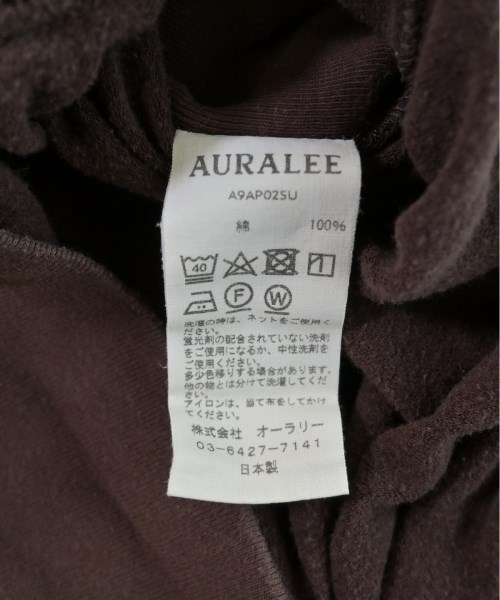 AURALEE
A9AP02SU
綿 100%
40
F W
洗濯の時は、ネットをご使用く
ださい。
蛍光剤の配合されていない洗剤
をご使用になるか、中性洗剤を
ご使用ください。
多少色移りする場合があります。
他の物とは分けて洗濯してくだ
さい。
アイロンは、当て布をしてかけ
てください。
株式会社 オーラリー
03-6427-7141
日本製